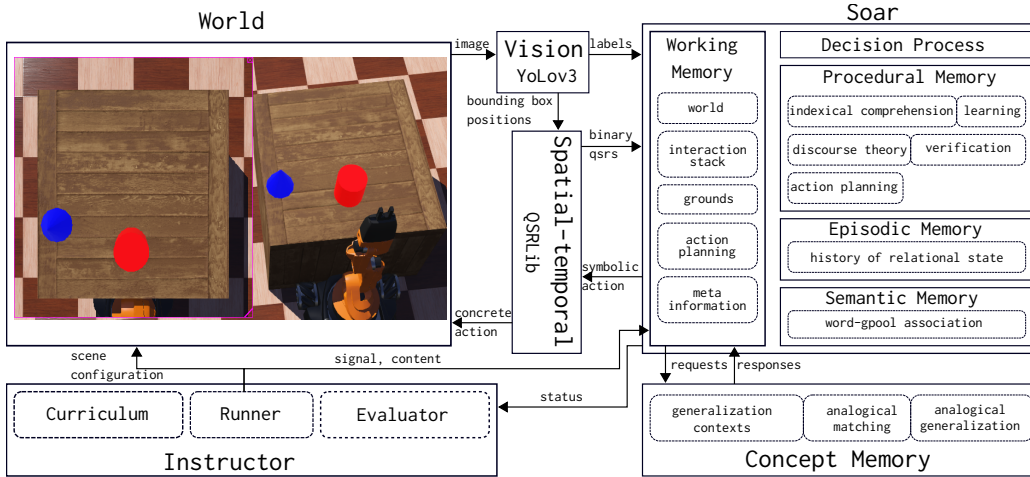 World
Soar
image
Vision
YoLov3
labels
bounding box
positions
Spatial-temporal
QSRLib
binary
qsrs
symbolic
action
concrete
action
Working
Memory
world
interaction
stack
grounds
action
planning
meta
information
Decision Process
Procedural Memory
indexical comprehension
learning
discourse theory
verification
action planning
Episodic Memory
history of relational state
Semantic Memory
word-gpool association
scene
configuration
signal, content
status
requests
responses
Curriculum
Runner
Evaluator
Instructor
generalization
contexts
analogical
matching
analogical
generalization
Concept Memory